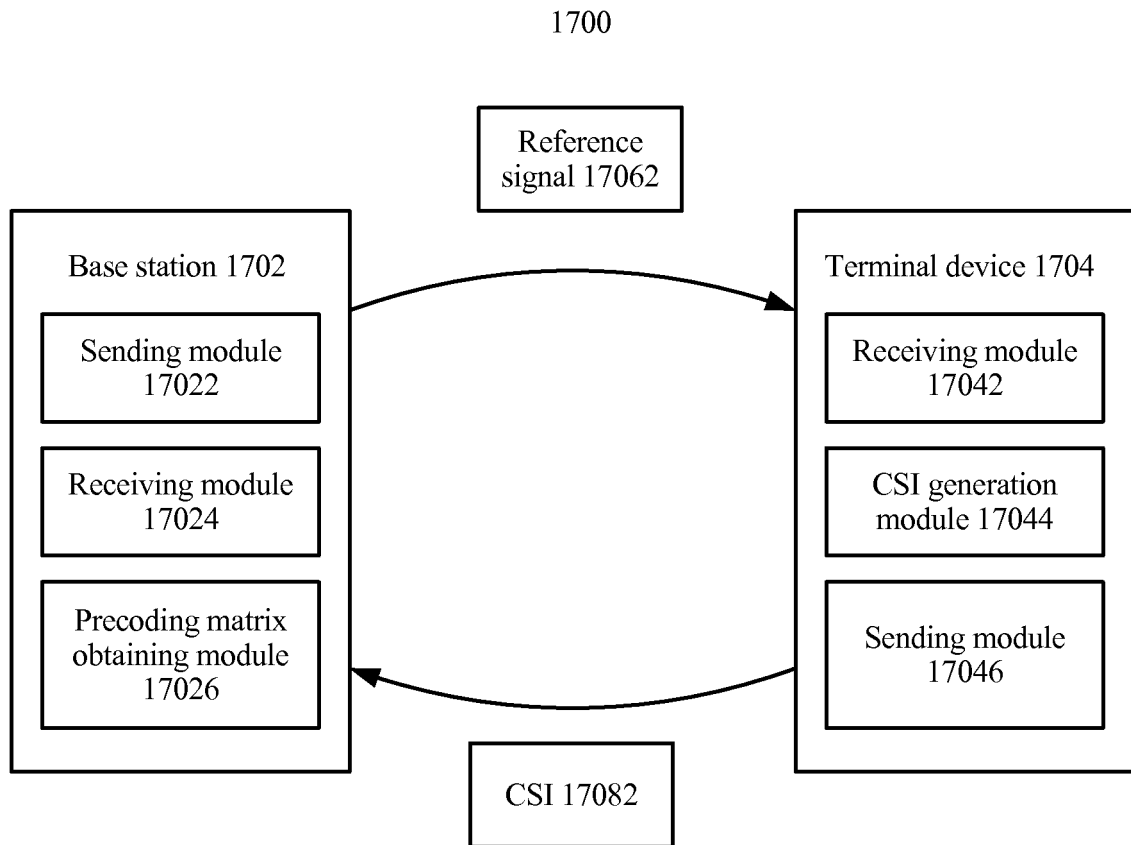 1700
Reference
signal 17062
Base station 1702
Sending module
17022
Receiving module
17024
Precoding matrix
obtaining module
17026
Terminal device 1704
Receiving module
17042
CSI generation
module 17044
Sending module
17046
CSI 17082